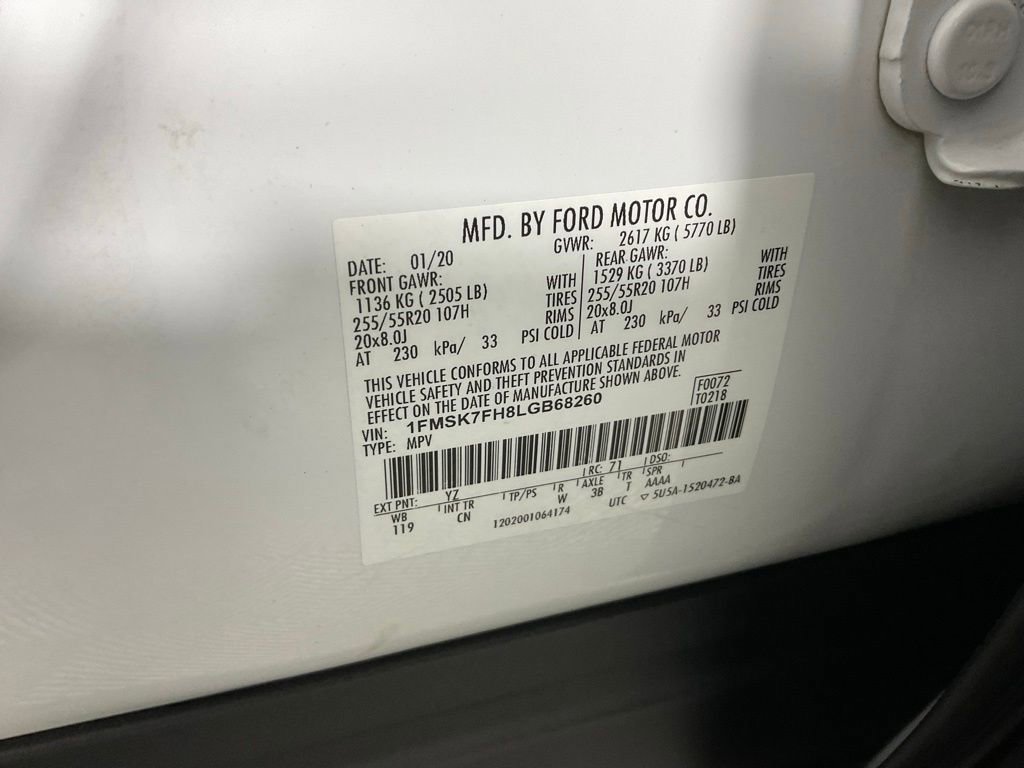 MFD. BY FORD MOTOR CO.
DATE: 01/20 GVWR: 2617 KG ( 5770 LB)
FRONT GAWR: REAR GAWR:
1136 KG ( 2505 LB) WITH 1529 KG ( 3370 LB) WITH
255/55R20 107H TIRES 255/55R20 107H TIRES
20x8.0J RIMS 20x8.0J RIMS
AT 230 kPa/ 33 PSI COLD AT 230 kPa/ 33 PSI COLD
THIS VEHICLE CONFORMS TO ALL APPLICABLE FEDERAL MOTOR
VEHICLE SAFETY AND THEFT PREVENTION STANDARDS IN
EFFECT ON THE DATE OF MANUFACTURE SHOWN ABOVE.
F0072
T0218
VIN: 1FMSK7FH8LGB68260
TYPE: MPV
EXT PNT: YZ RC: 71 DSO:
WB INT TR TP/PS R AXLE TR SPR
119 CN W 3B T AAAA
1202001064174 UTC ▽ 5U5A-1520472-BA